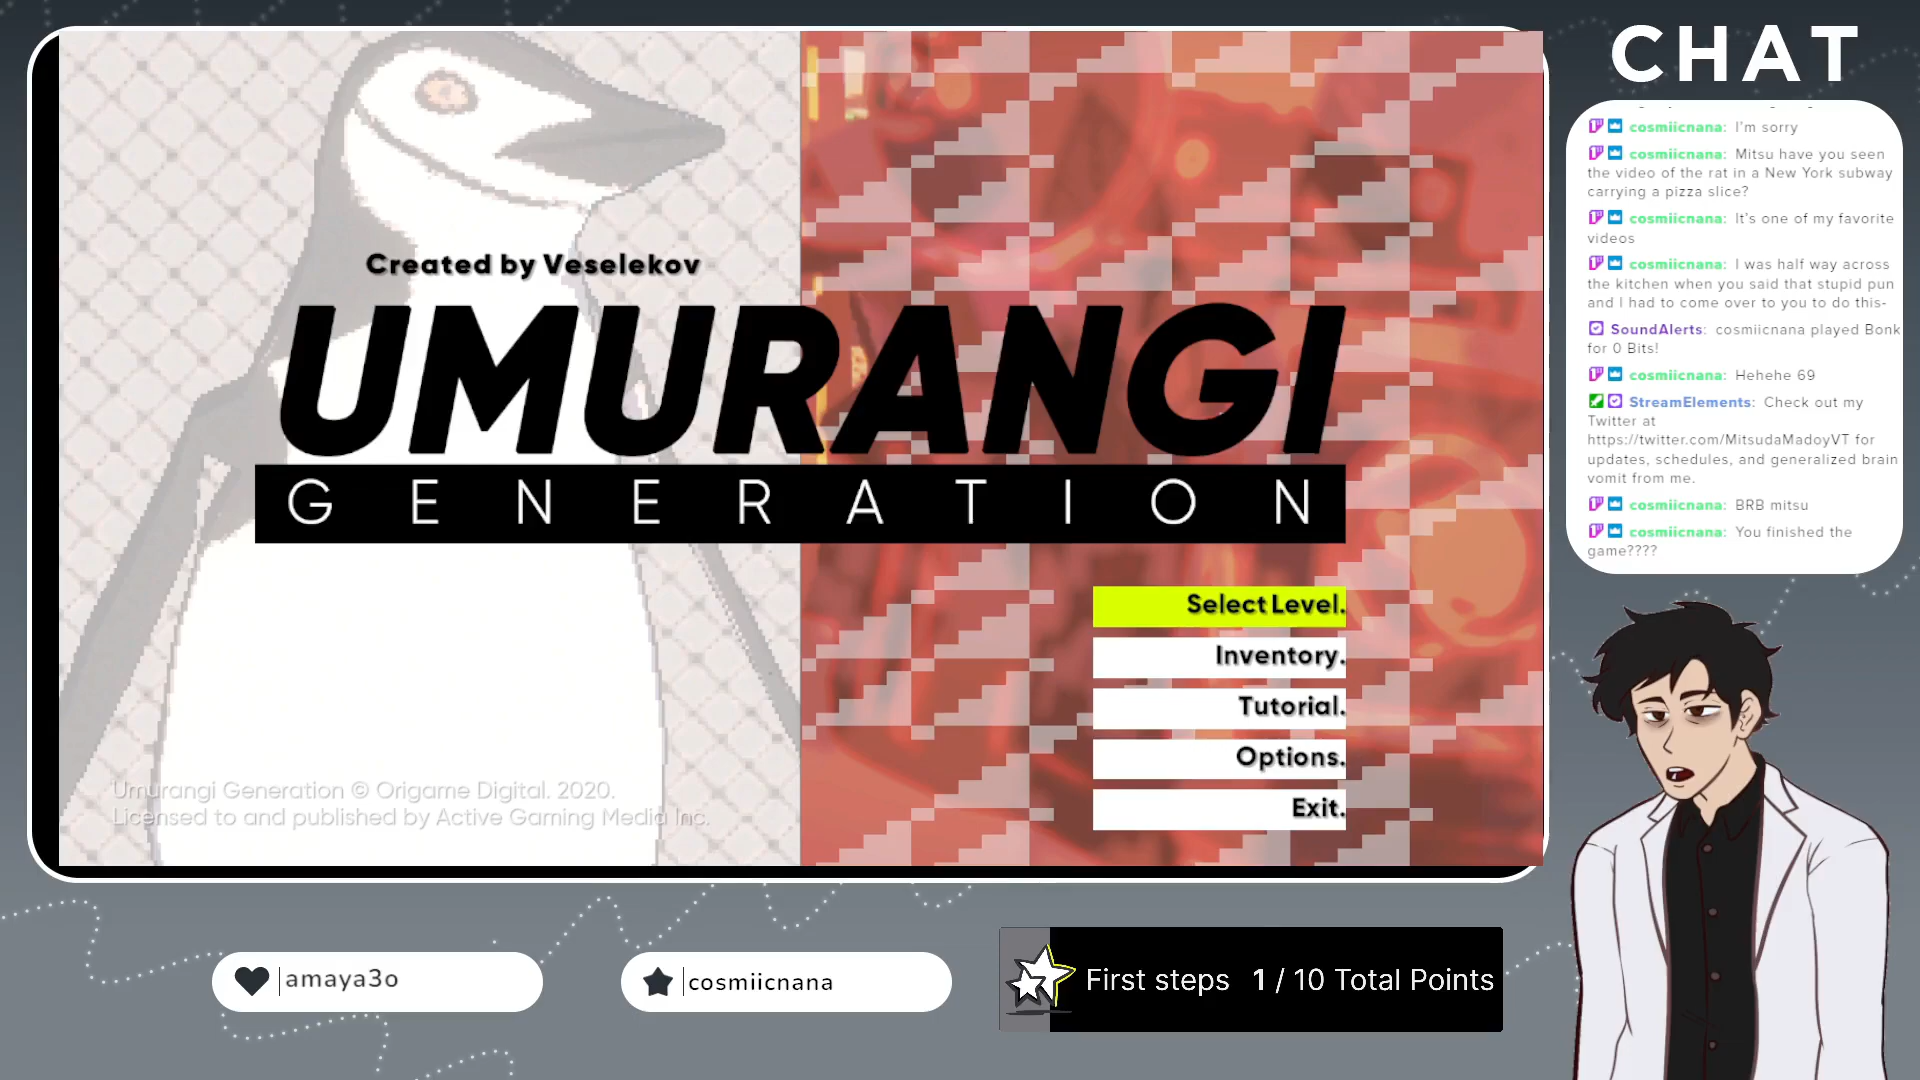 Created by Veselekov
UMURANGI
GENERATION
Select Level.
Inventory.
Tutorial.
Options.
Exit.
Umurangi Generation © Origame Digital. 2020.
Licensed to and published by Active Gaming Media Inc.
CHAT
cosmiicnana: I'm sorry
cosmiicnana: Mitsu have you seen
the video of the rat in a New York subway
carrying a pizza slice?
cosmiicnana: It's one of my favorite
videos
cosmiicnana: I was half way across
the kitchen when you said that stupid pun
and I had to come over to you to do this-
SoundAlerts: cosmiicnana played Bonk
for 0 Bits!
cosmiicnana: Hehehe 69
StreamElements: Check out my
Twitter at
https://twitter.com/MitsudaMadoyVT for
updates, schedules, and generalized brain
vomit from me.
cosmiicnana: BRB mitsu
cosmiicnana: You finished the
game????
amaya3o
cosmiicnana
First steps 1 / 10 Total Points